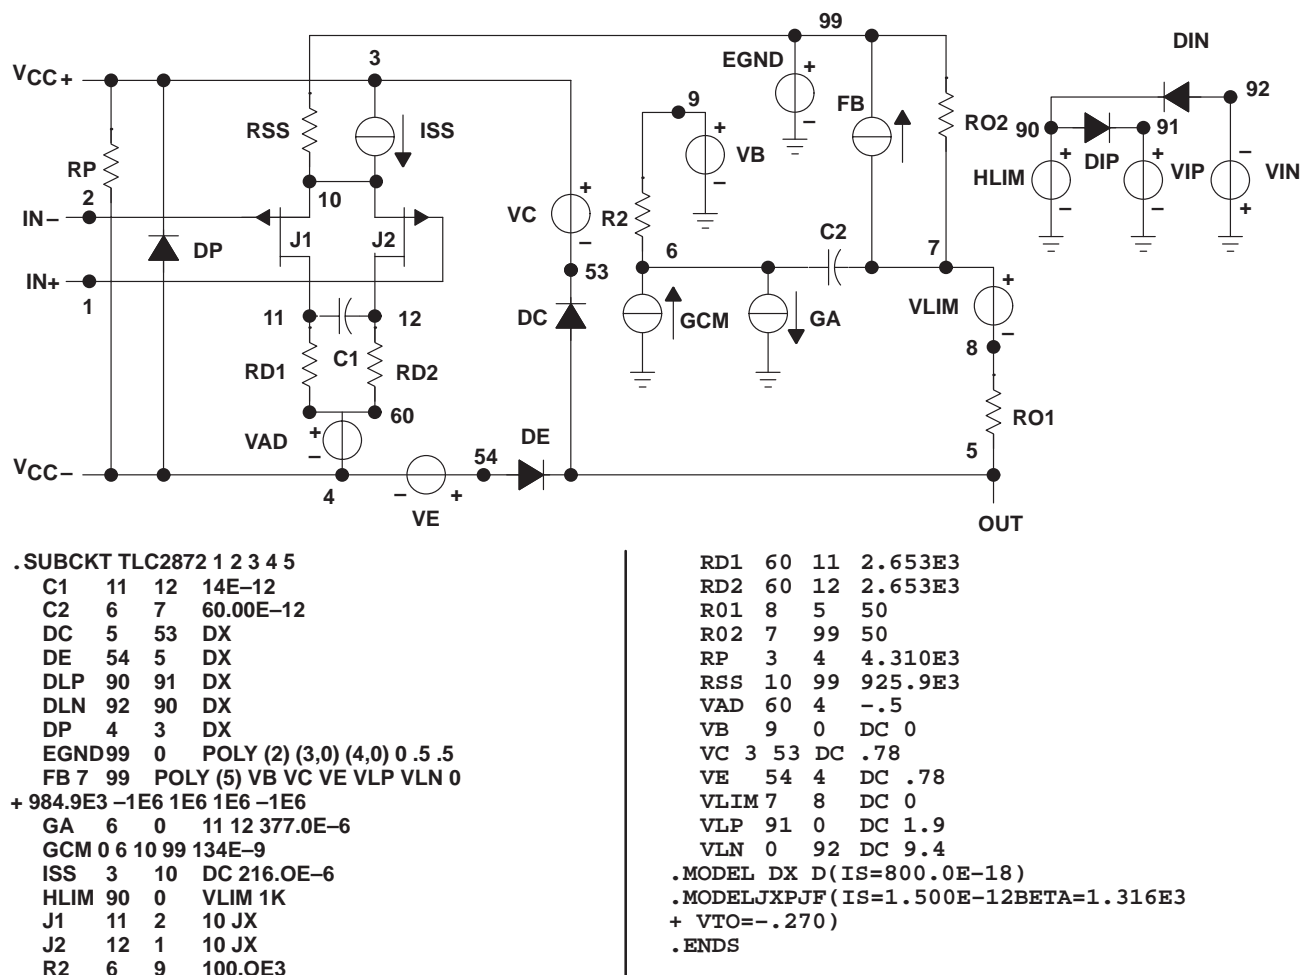 99
DIN
3
VCC+
EGND
+
–
9
FB
92
RSS
ISS
+
–
VB
RO2
90
91
RP
10
HLIM
+
–
DIP
+
–
VIP
–
+
VIN
2
IN–
J1
J2
VC
+
–
R2
C2
DP
6
7
IN+
1
53
+
–
VLIM
11
12
DC
GCM
GA
C1
8
RD1
RD2
60
RO1
VAD
+
–
DE
54
5
VCC–
4
–
+
VE
OUT
.SUBCKT TLC2872 1 2 3 4 5
C1 11 12 14E–12
C2 6 7 60.00E–12
DC 5 53 DX
DE 54 5 DX
DLP 90 91 DX
DLN 92 90 DX
DP 4 3 DX
EGND99 0 POLY (2) (3,0) (4,0) 0 .5 .5
FB 7 99 POLY (5) VB VC VE VLP VLN 0
+ 984.9E3 –1E6 1E6 1E6 –1E6
GA 6 0 11 12 377.0E–6
GCM 0 6 10 99 134E–9
ISS 3 10 DC 216.OE–6
HLIM 90 0 VLIM 1K
J1 11 2 10 JX
J2 12 1 10 JX
R2 6 9 100.OE3
RD1 60 11 2.653E3
RD2 60 12 2.653E3
R01 8 5 50
R02 7 99 50
RP 3 4 4.310E3
RSS 10 99 925.9E3
VAD 60 4 –.5
VB 9 0 DC 0
VC 3 53 DC .78
VE 54 4 DC .78
VLIM 7 8 DC 0
VLP 91 0 DC 1.9
VLN 0 92 DC 9.4
.MODEL DX D(IS=800.0E-18)
.MODELJXPJF(IS=1.500E-12BETA=1.316E3
+ VTO=–.270)
.ENDS